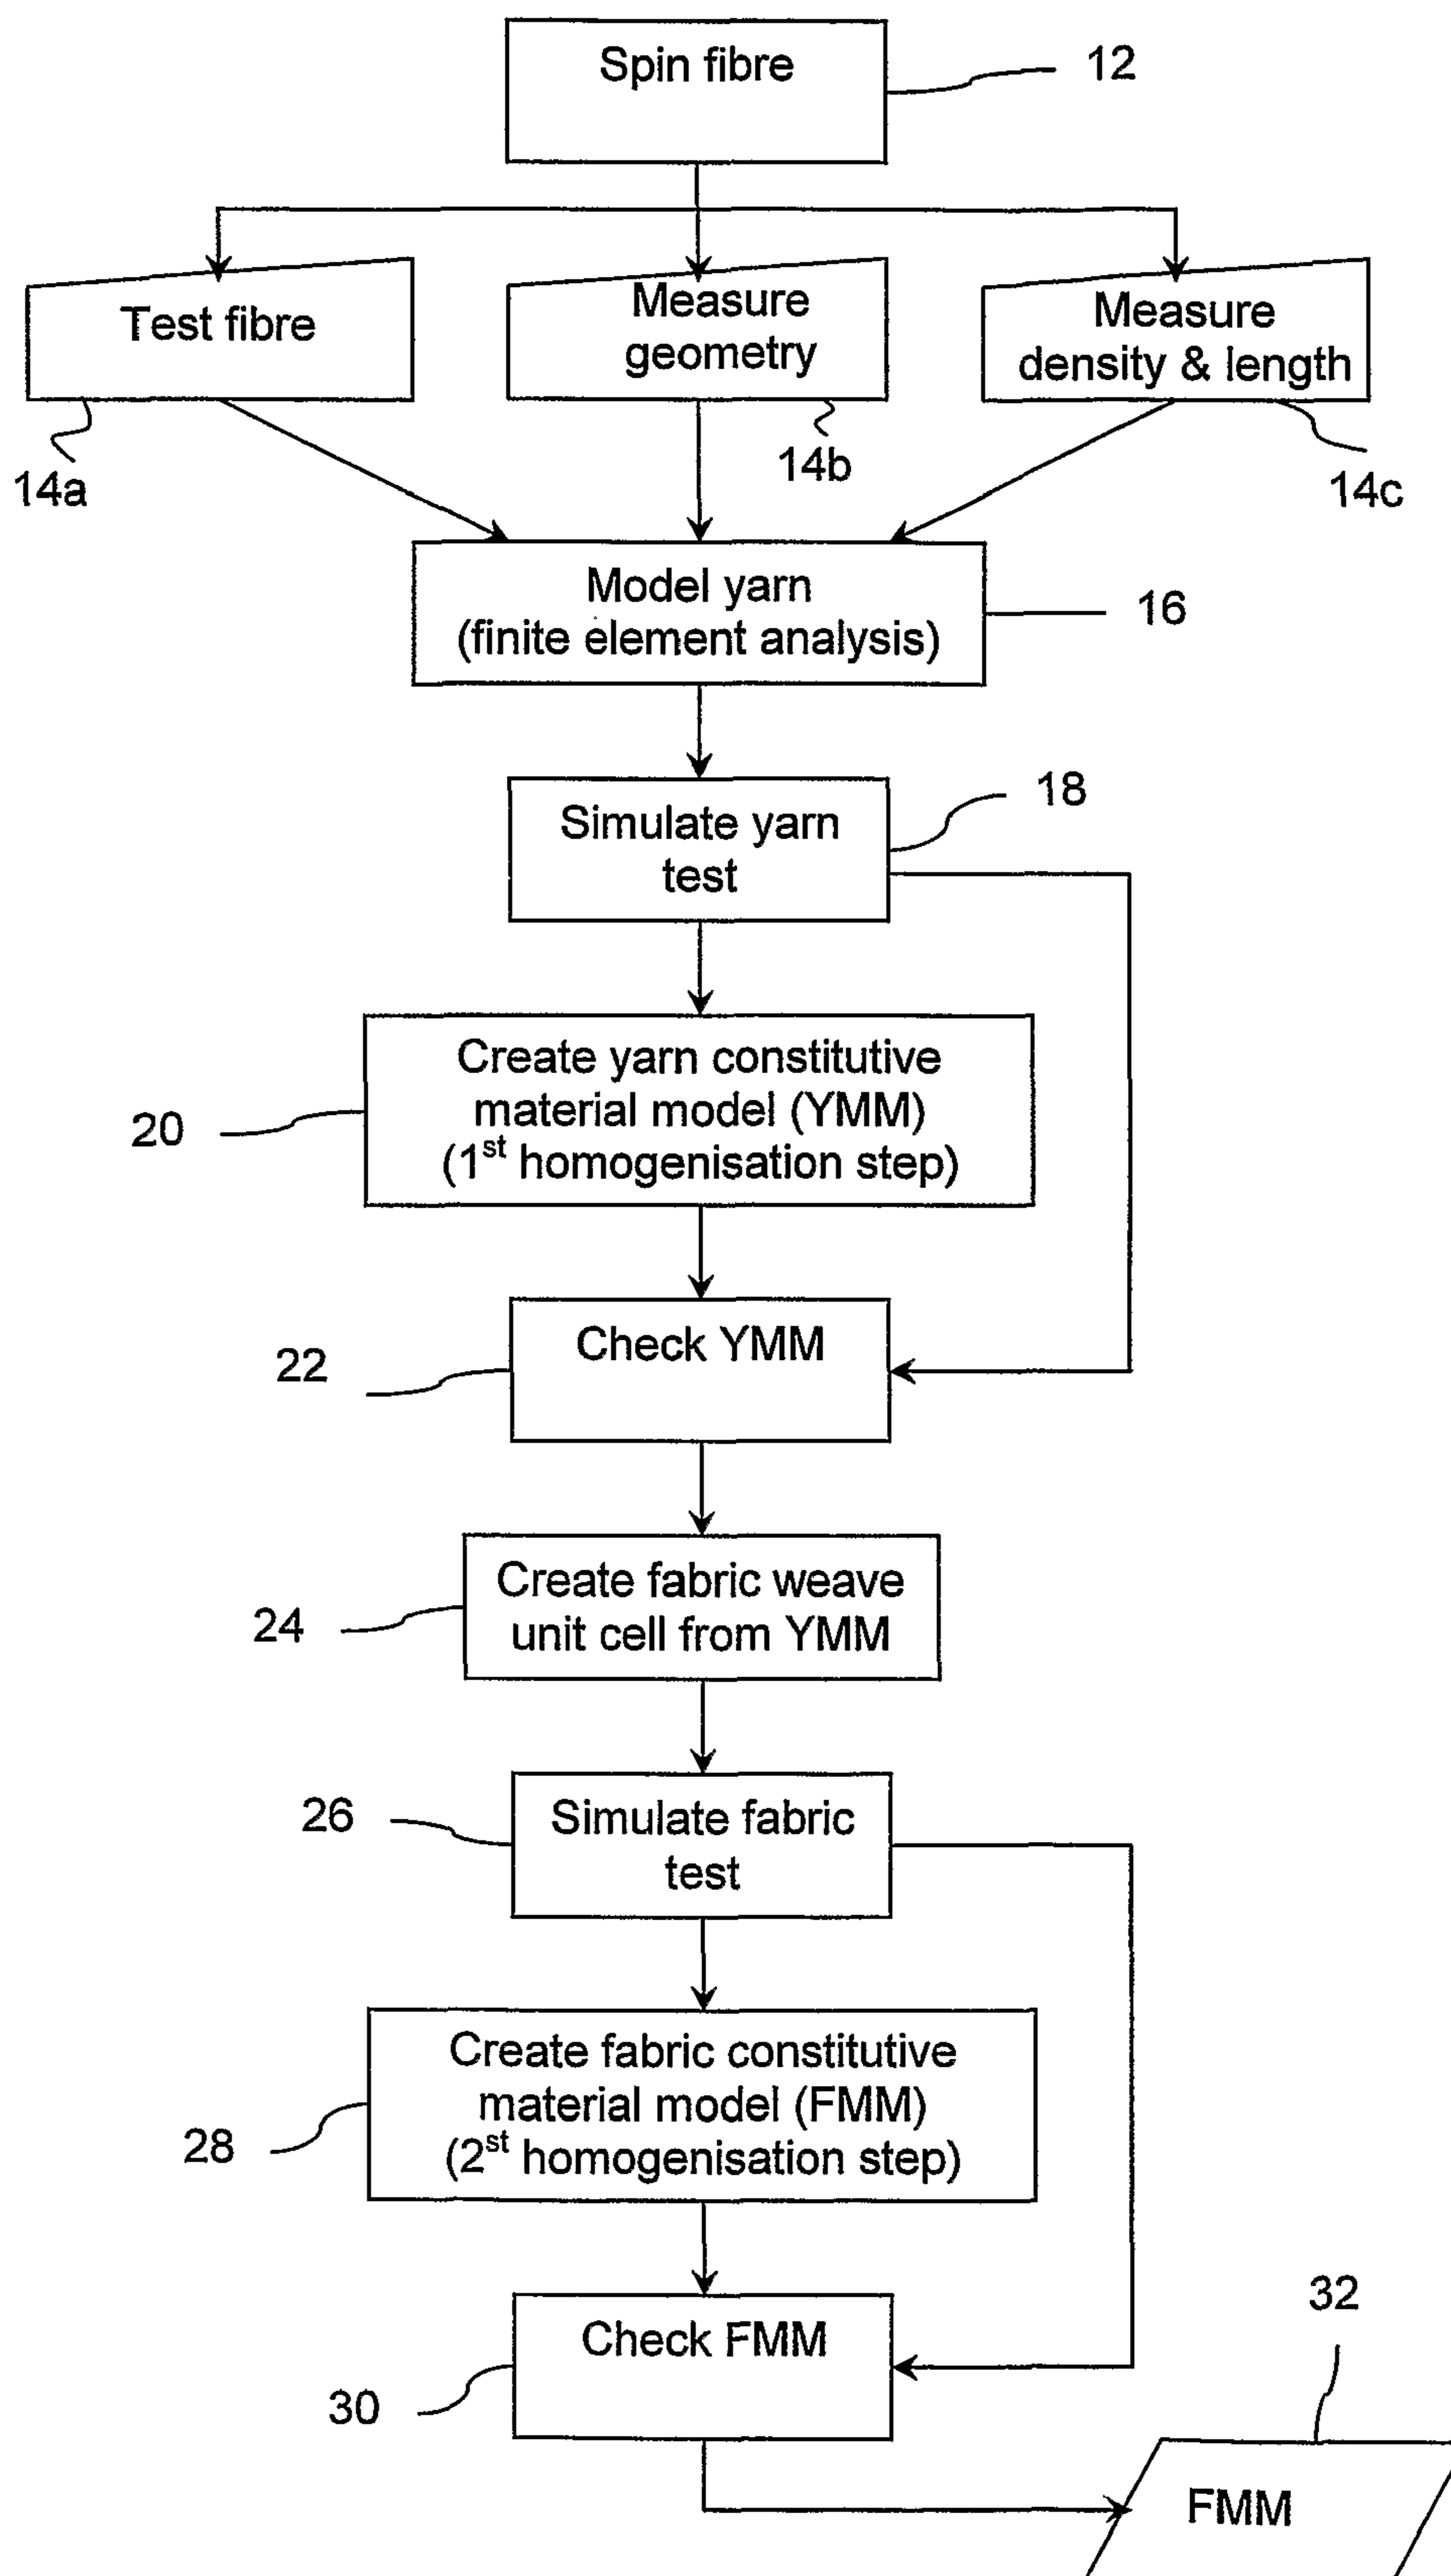 Spin fibre
12
Test fibre
Measure
geometry
Measure
density & length
14a
14b
14c
Model yarn
(finite element analysis)
16
Simulate yarn
test
18
Create yarn constitutive
material model (YMM)
(1st homogenisation step)
20
Check YMM
22
Create fabric weave
unit cell from YMM
24
Simulate fabric
test
26
Create fabric constitutive
material model (FMM)
(2st homogenisation step)
28
Check FMM
30
32
FMM